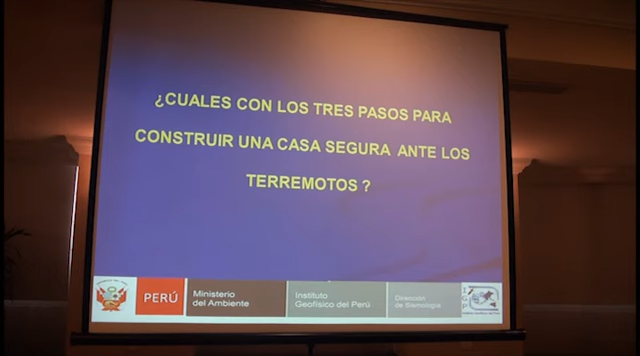 ¿CUALES CON LOS TRES PASOS PARA
CONSTRUIR UNA CASA SEGURA ANTE LOS
TERREMOTOS ?
PERÚ
Ministerio
del Ambiente
Instituto
Geofísico del Perú
Dirección
de Sismología